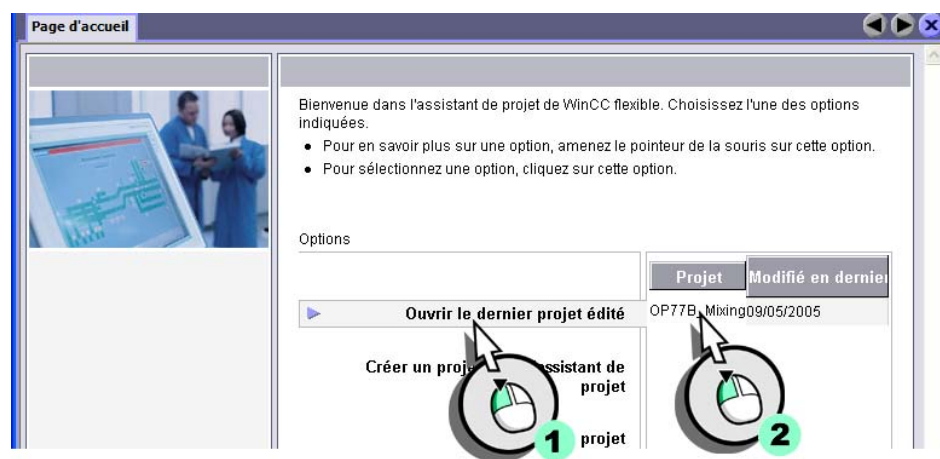 Page d'accueil
Bienvenue dans l'assistant de projet de WinCC flexible. Choisissez l'une des options
indiquées.
• Pour en savoir plus sur une option, amenez le pointeur de la souris sur cette option.
• Pour sélectionnez une option, cliquez sur cette option.
Options
Projet Modifié en dernier
Ouvrir le dernier projet édité OP77B_Mixing 09/05/2005
Créer un proj ssistant de
projet
projet
1
2